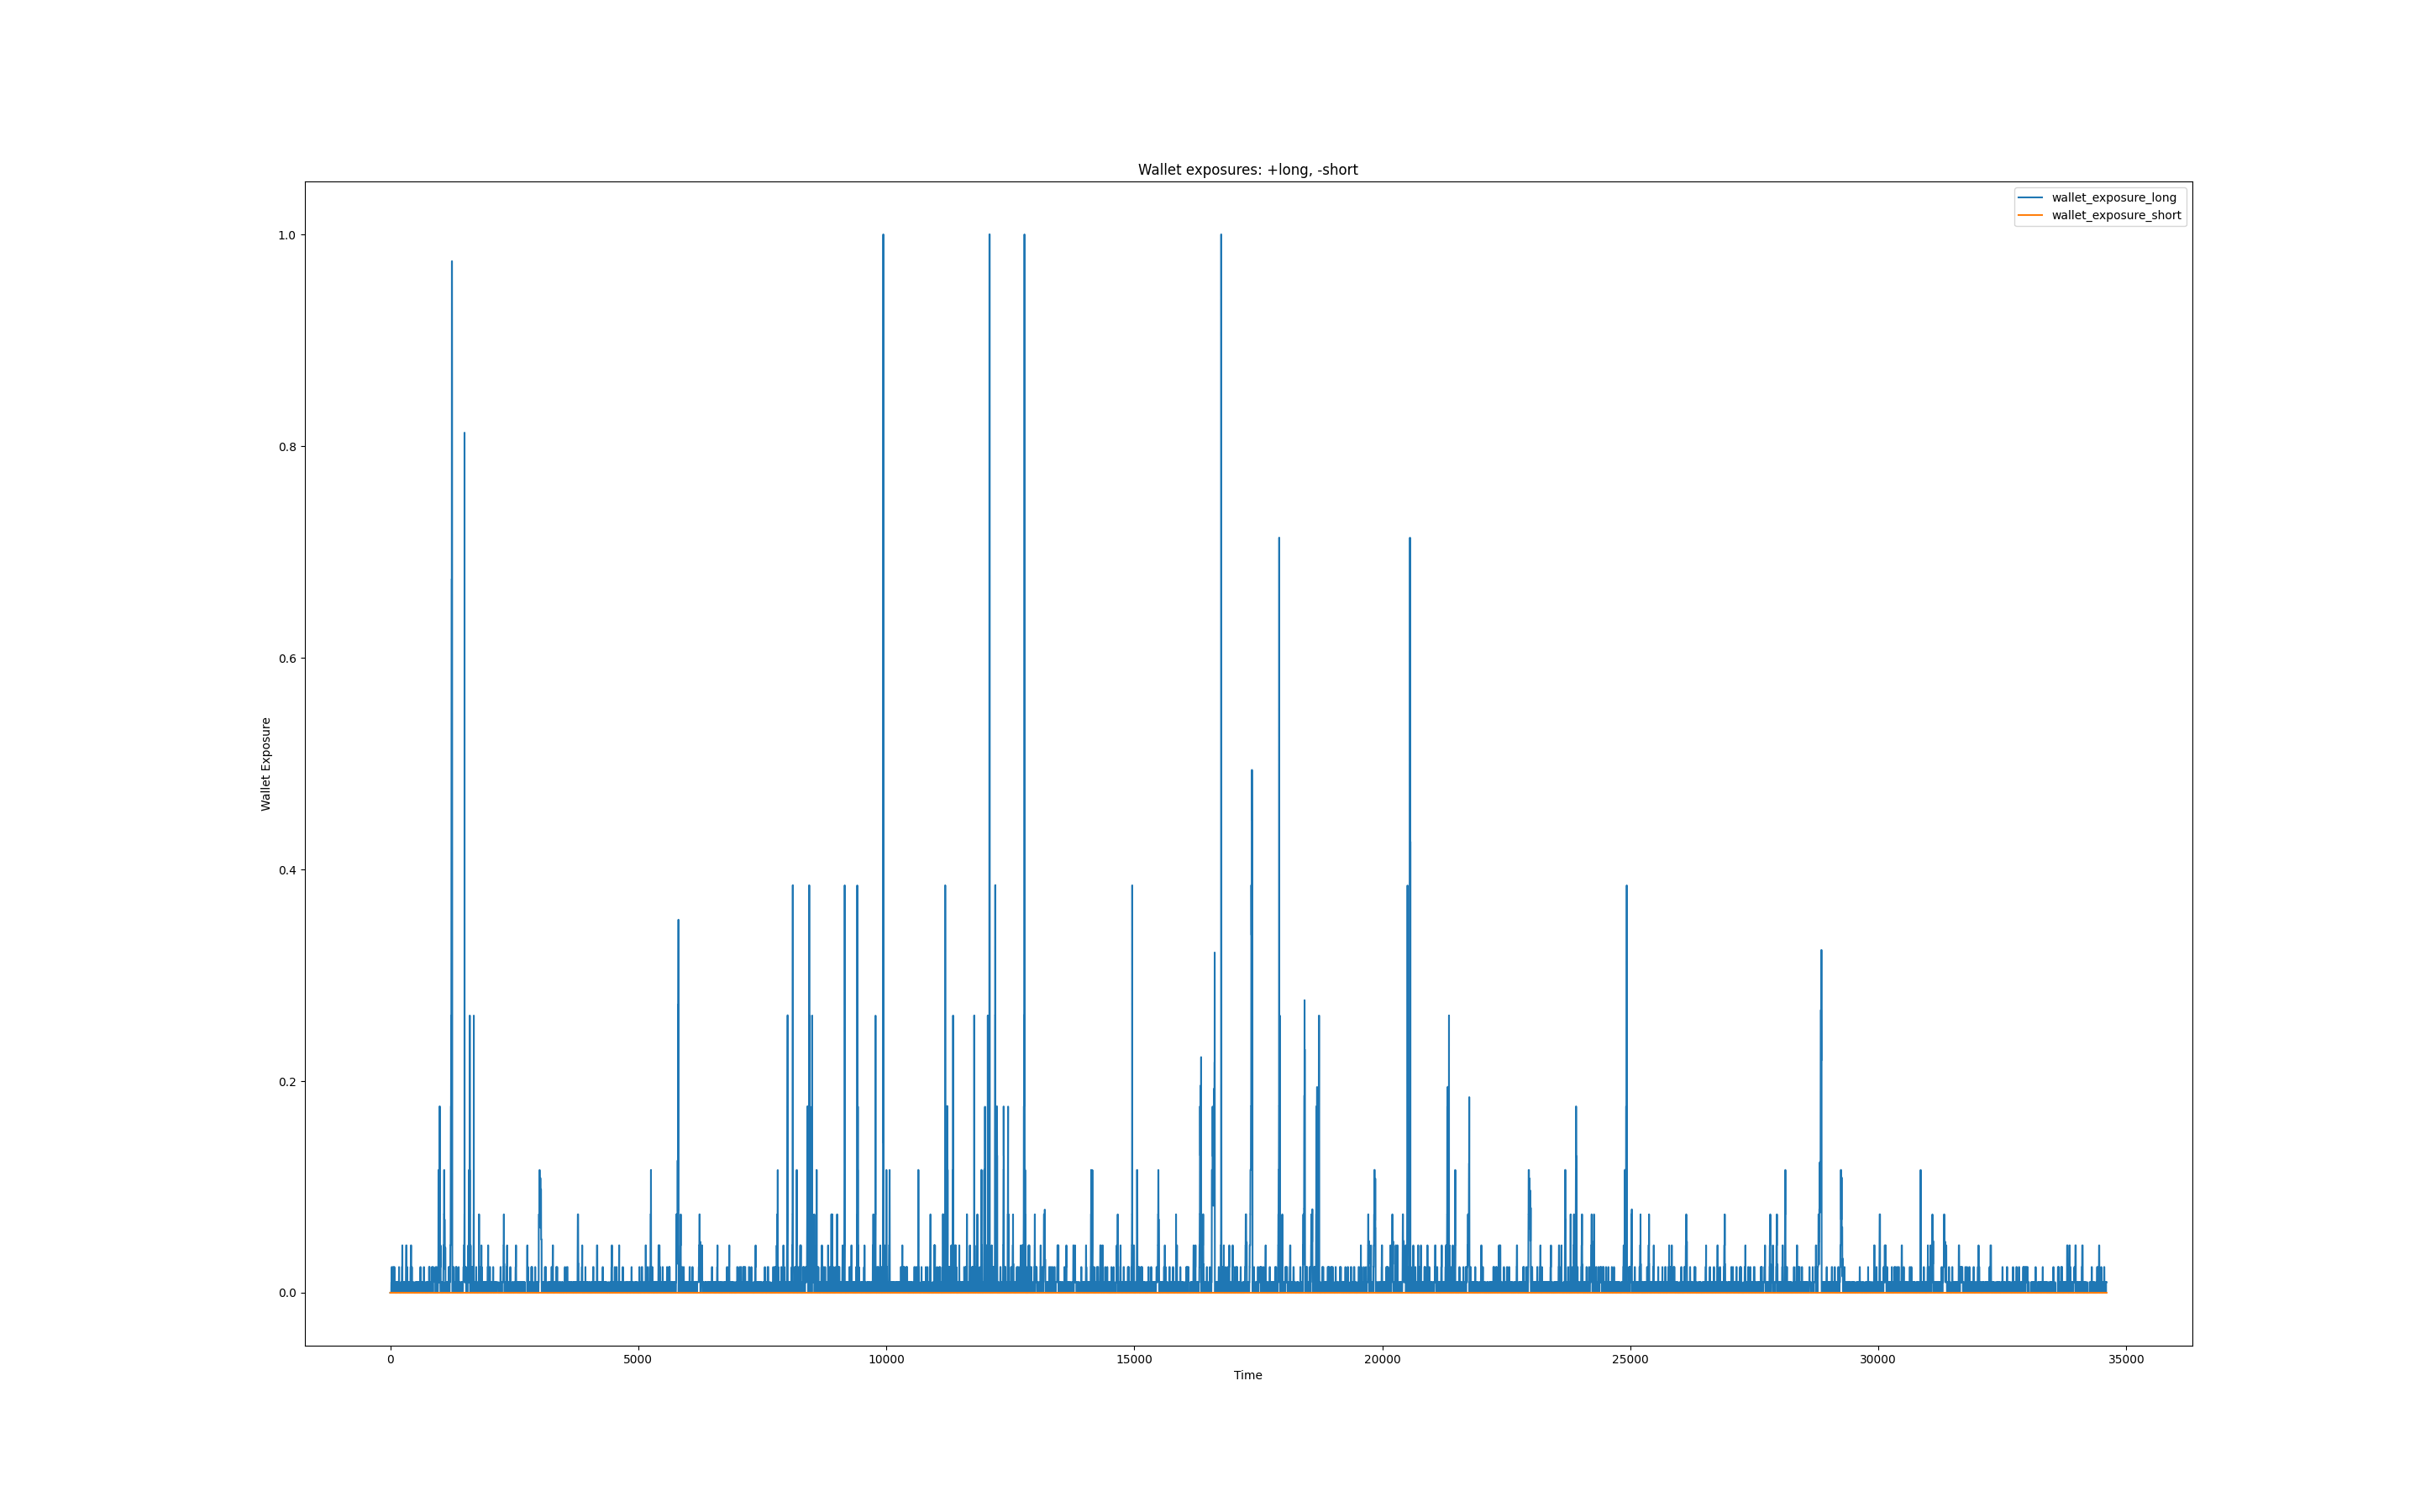 Wallet exposures: +long, -short
wallet_exposure_long
wallet_exposure_short
1.0
0.8
0.6
0.4
0.2
0.0
Wallet Exposure
0 5000 10000 15000 20000 25000 30000 35000
Time